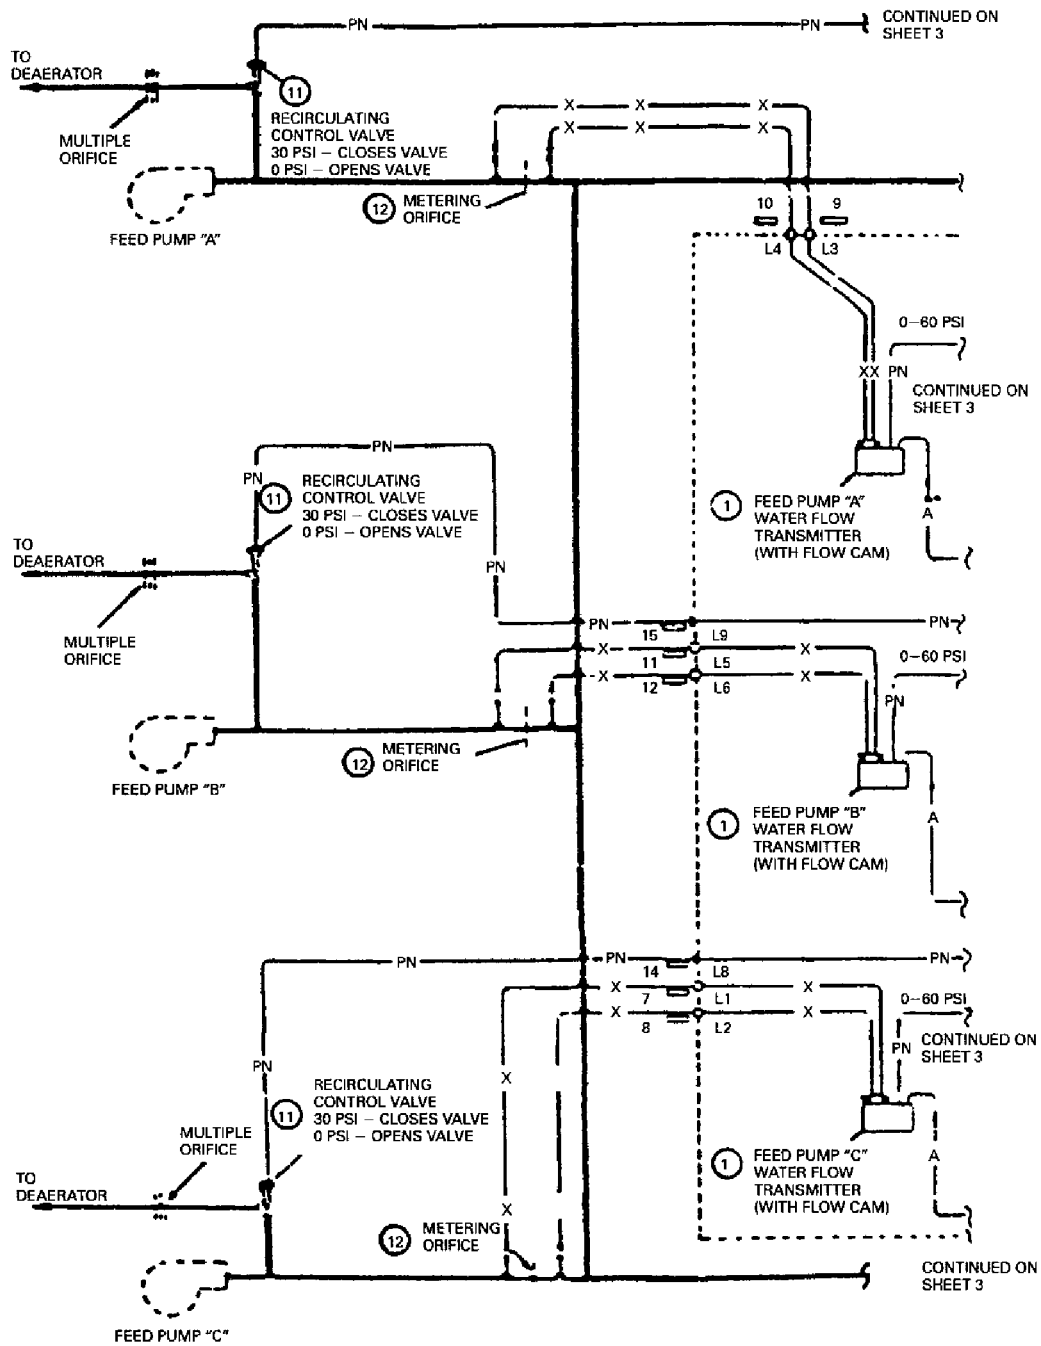 PN
PN
CONTINUED ON
SHEET 3
TO
DEAERATOR
11
MULTIPLE
ORIFICE
RECIRCULATING
CONTROL VALVE
30 PSI – CLOSES VALVE
0 PSI – OPENS VALVE
X X X
X X X
12
METERING
ORIFICE
FEED PUMP "A"
10 9
L4 L3
0–60 PSI
XX PN
CONTINUED ON
SHEET 3
A
1
FEED PUMP "A"
WATER FLOW
TRANSMITTER
(WITH FLOW CAM)
PN
PN
11
RECIRCULATING
CONTROL VALVE
30 PSI – CLOSES VALVE
0 PSI – OPENS VALVE
TO
DEAERATOR
MULTIPLE
ORIFICE
PN
PN
15 L9
PN
X
11 L5
X
X
12 L6
X
0–60 PSI
PN
12
METERING
ORIFICE
FEED PUMP "B"
A
1
FEED PUMP "B"
WATER FLOW
TRANSMITTER
(WITH FLOW CAM)
PN
PN
14 L8
PN
X
7 L1
X
X
8 L2
X
0–60 PSI
PN
CONTINUED ON
SHEET 3
PN
X
11
RECIRCULATING
CONTROL VALVE
30 PSI – CLOSES VALVE
0 PSI – OPENS VALVE
MULTIPLE
ORIFICE
TO
DEAERATOR
X
A
1
FEED PUMP "C"
WATER FLOW
TRANSMITTER
(WITH FLOW CAM)
12
METERING
ORIFICE
CONTINUED ON
SHEET 3
FEED PUMP "C"